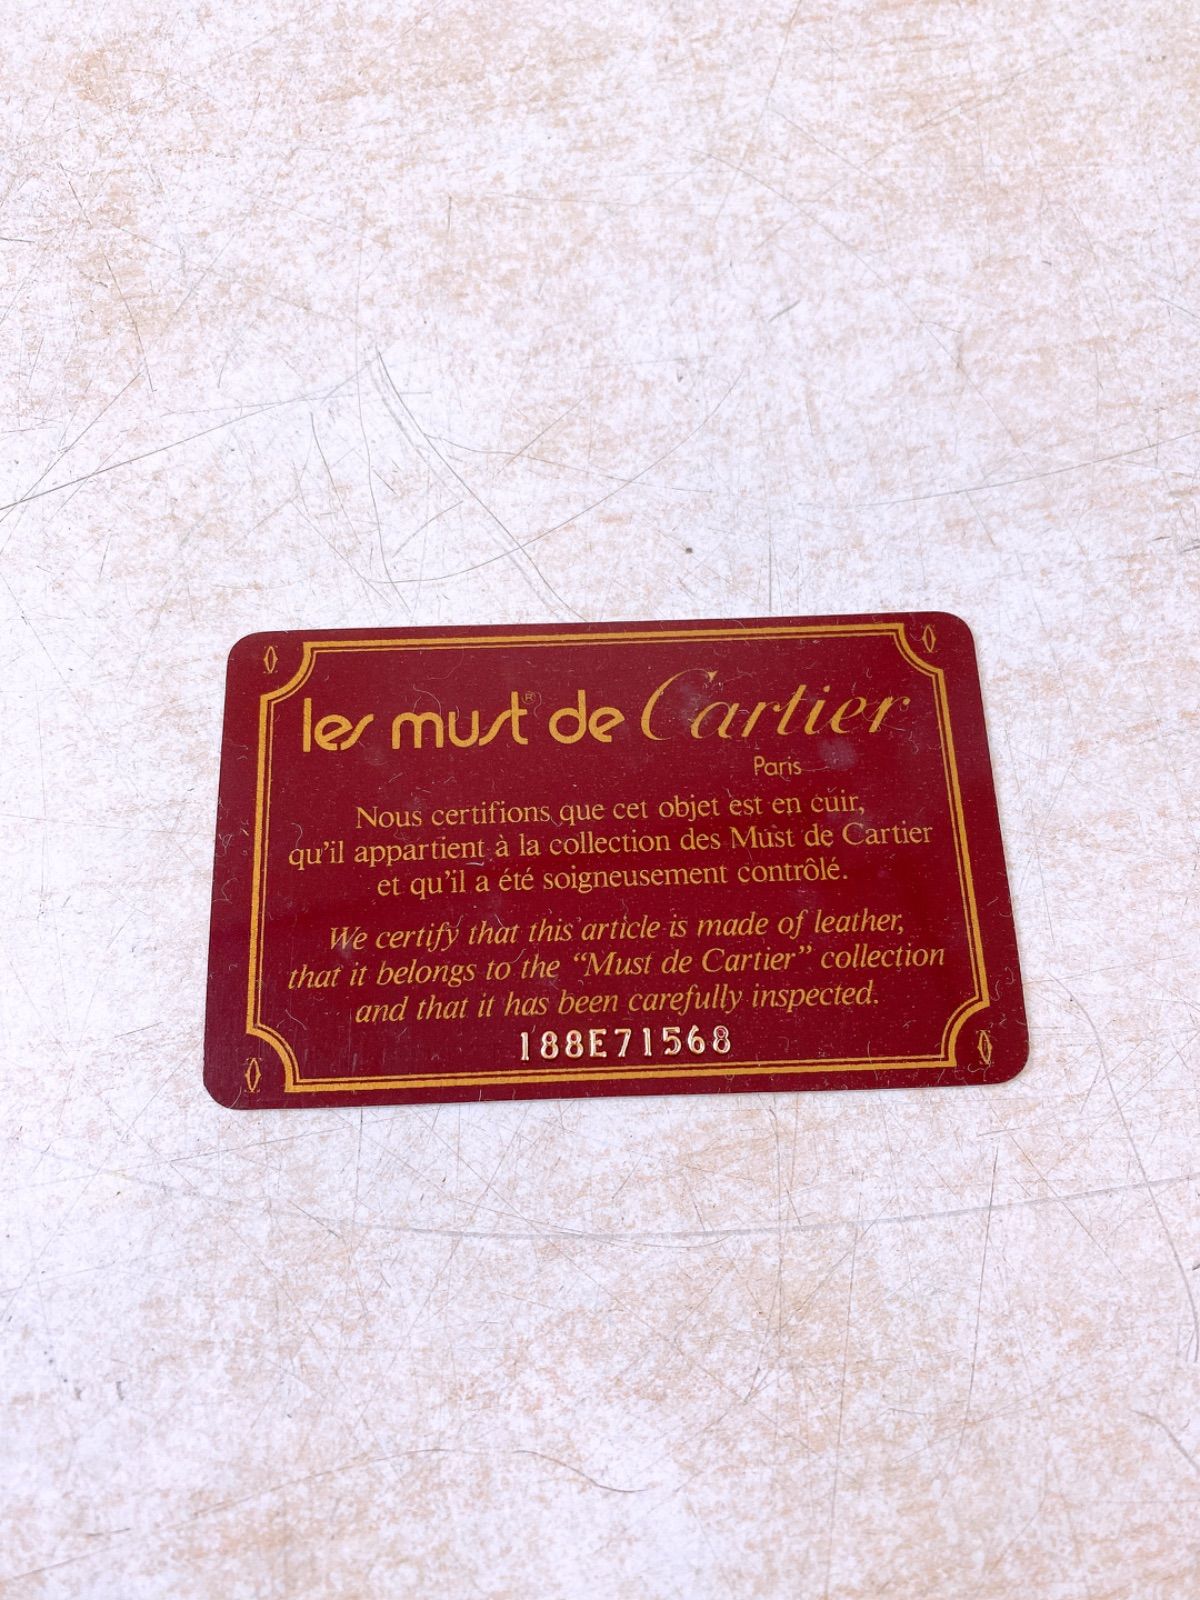 les must® de Cartier
Paris
Nous certifions que cet objet est en cuir,
qu'il appartient à la collection des Must de Cartier
et qu'il a été soigneusement contrôlé.
We certify that this article is made of leather,
that it belongs to the “Must de Cartier” collection
and that it has been carefully inspected.
188E71568